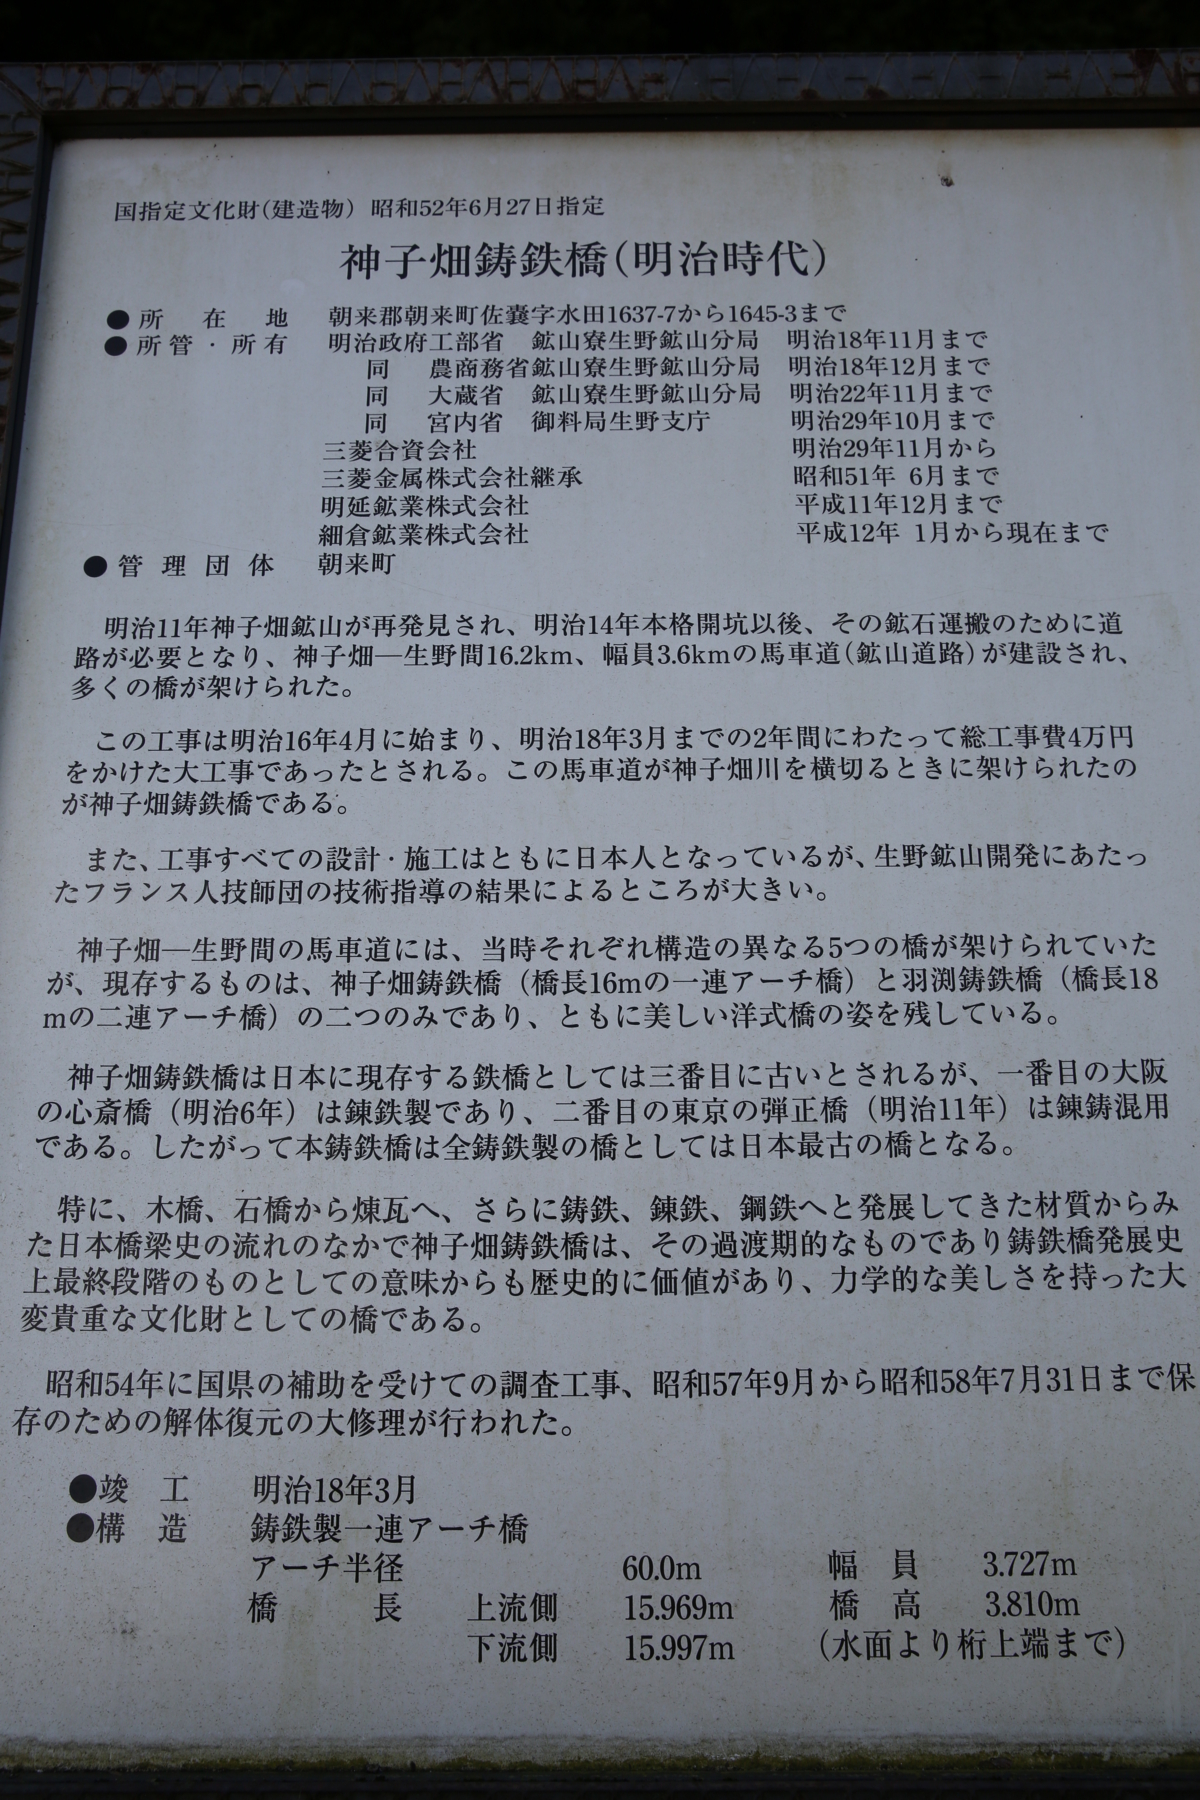 国指定文化財(建造物) 昭和52年6月27日指定
神子畑鋳鉄橋(明治時代)
●所在地 朝来郡朝来町佐嚢字水田1637-7から1645-3まで
●所管・所有 明治政府工部省 鉱山寮生野鉱山分局 明治18年11月まで
同 農商務省鉱山寮生野鉱山分局 明治18年12月まで
同 大蔵省 鉱山寮生野鉱山分局 明治22年11月まで
同 宮内省 御料局生野支庁 明治29年10月まで
三菱合資会社 明治29年11月から
三菱金属株式会社継承 昭和51年 6月まで
明延鉱業株式会社 平成11年12月まで
細倉鉱業株式会社 平成12年 1月から現在まで
●管理団体 朝来町
明治11年神子畑鉱山が再発見され、明治14年本格開坑以後、その鉱石運搬のために道
路が必要となり、神子畑―生野間16.2km、幅員3.6kmの馬車道(鉱山道路)が建設され、
多くの橋が架けられた。
この工事は明治16年4月に始まり、明治18年3月までの2年間にわたって総工事費4万円
をかけた大工事であったとされる。この馬車道が神子畑川を横切るときに架けられたの
が神子畑鋳鉄橋である。
また、工事すべての設計・施工はともに日本人となっているが、生野鉱山開発にあたっ
たフランス人技師団の技術指導の結果によるところが大きい。
神子畑―生野間の馬車道には、当時それぞれ構造の異なる5つの橋が架けられていた
が、現存するものは、神子畑鋳鉄橋（橋長16mの一連アーチ橋）と羽渕鋳鉄橋（橋長18
mの二連アーチ橋）の二つのみであり、ともに美しい洋式橋の姿を残している。
神子畑鋳鉄橋は日本に現存する鉄橋としては三番目に古いとされるが、一番目の大阪
の心斎橋（明治6年）は錬鉄製であり、二番目の東京の弾正橋（明治11年）は錬鋳混用
である。したがって本鋳鉄橋は全鋳鉄製の橋としては日本最古の橋となる。
特に、木橋、石橋から煉瓦へ、さらに鋳鉄、錬鉄、鋼鉄へと発展してきた材質からみ
た日本橋梁史の流れのなかで神子畑鋳鉄橋は、その過渡期的なものであり鋳鉄橋発展史
上最終段階のものとしての意味からも歴史的に価値があり、力学的な美しさを持った大
変貴重な文化財としての橋である。
昭和54年に国県の補助を受けての調査工事、昭和57年9月から昭和58年7月31日まで保
存のための解体復元の大修理が行われた。
●竣工 明治18年3月
●構造 鋳鉄製一連アーチ橋
アーチ半径 60.0m 幅員 3.727m
橋長 上流側 15.969m 橋高 3.810m
下流側 15.997m (水面より桁上端まで)